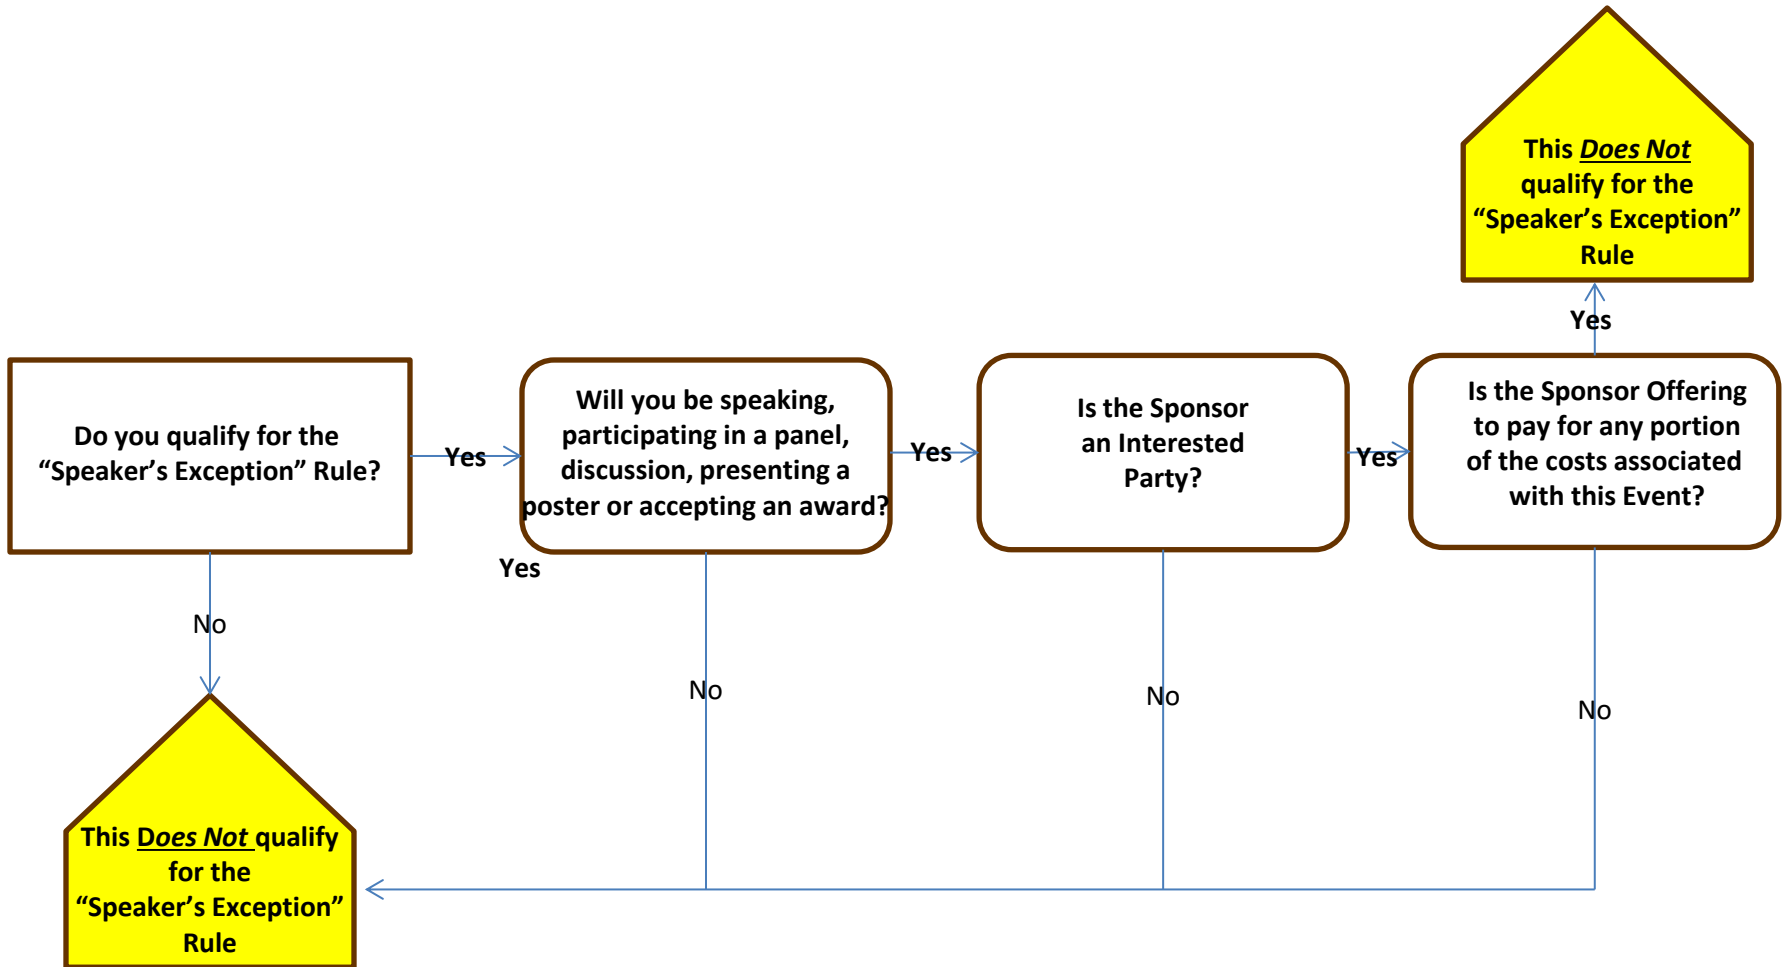 This Does Not
qualify for the
“Speaker’s Exception”
Rule
Yes
Do you qualify for the
“Speaker’s Exception” Rule?
Yes
Will you be speaking,
participating in a panel,
discussion, presenting a
poster or accepting an award?
Yes
Is the Sponsor
an Interested
Party?
Yes
Is the Sponsor Offering
to pay for any portion
of the costs associated
with this Event?
Yes
No
No
No
No
This Does Not qualify
for the
“Speaker’s Exception”
Rule